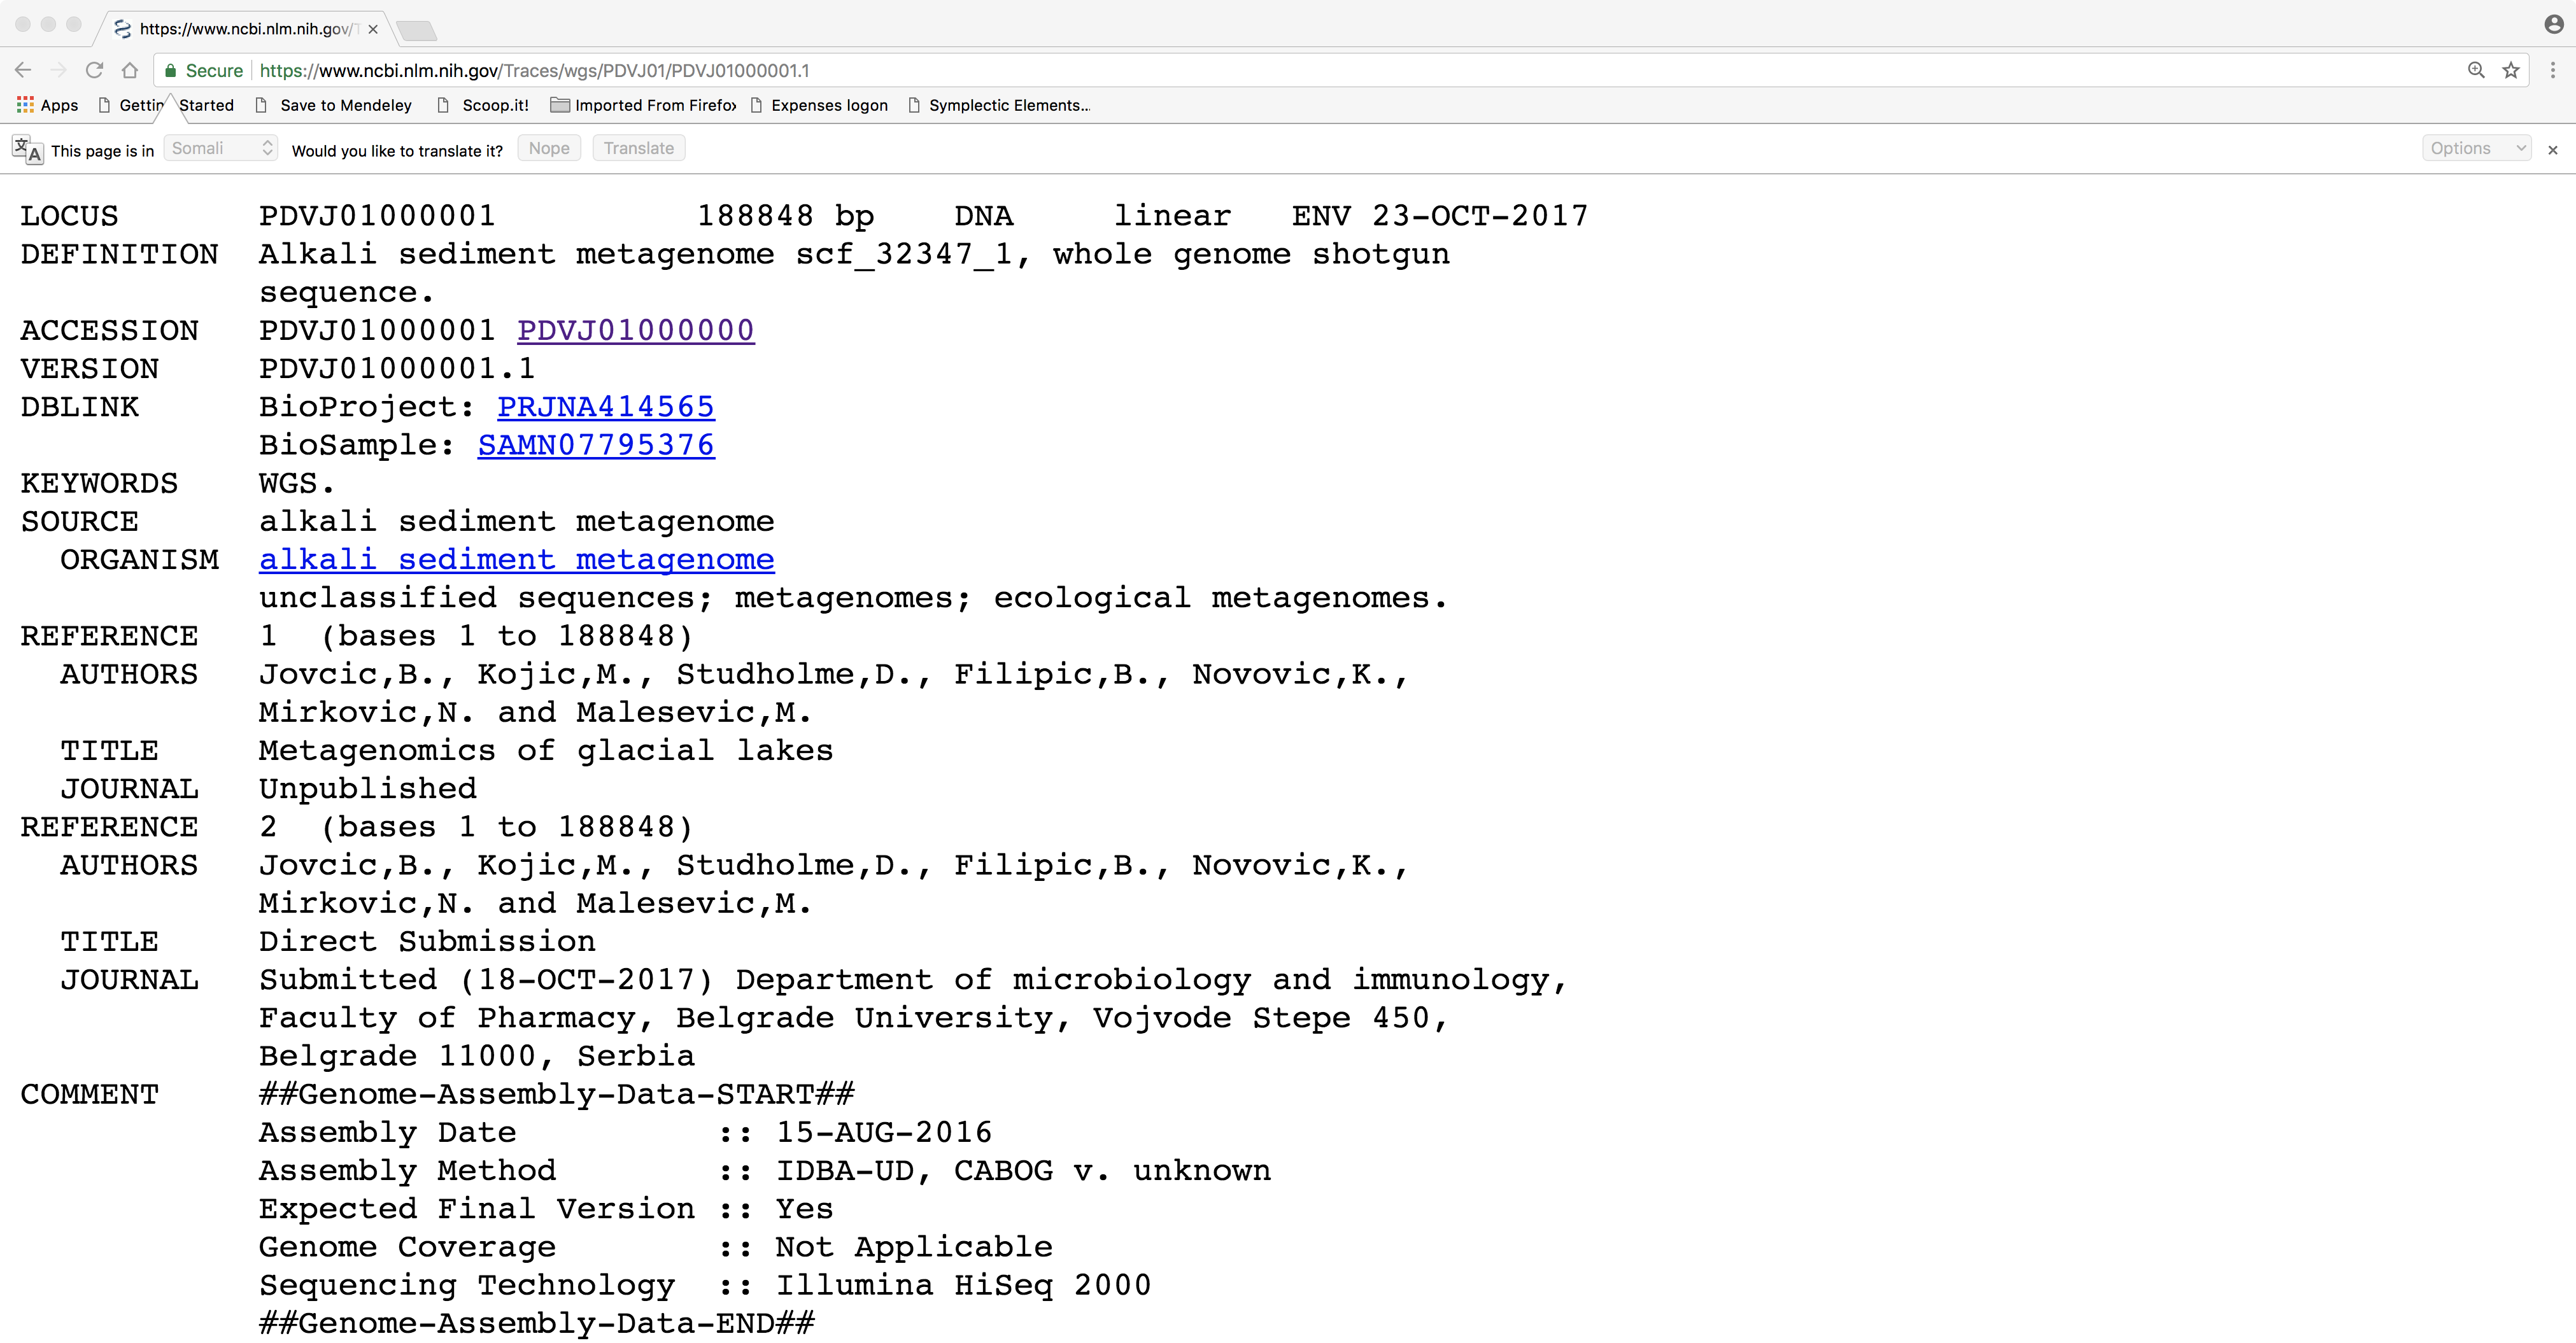 https://www.ncbi.nlm.nih.gov/T
Secure https://www.ncbi.nlm.nih.gov/Traces/wgs/PDVJ01/PDVJ01000001.1
Apps Gettin Started Save to Mendeley Scoop.it! Imported From Firefox Expenses logon Symplectic Elements...
文A This page is in Somali Would you like to translate it? Nope Translate Options
LOCUS PDVJ01000001 188848 bp DNA linear ENV 23-OCT-2017
DEFINITION Alkali sediment metagenome scf_32347_1, whole genome shotgun
sequence.
ACCESSION PDVJ01000001 PDVJ01000000
VERSION PDVJ01000001.1
DBLINK BioProject: PRJNA414565
BioSample: SAMN07795376
KEYWORDS WGS.
SOURCE alkali sediment metagenome
ORGANISM alkali sediment metagenome
unclassified sequences; metagenomes; ecological metagenomes.
REFERENCE 1 (bases 1 to 188848)
AUTHORS Jovcic,B., Kojic,M., Studholme,D., Filipic,B., Novovic,K.,
Mirkovic,N. and Malesevic,M.
TITLE Metagenomics of glacial lakes
JOURNAL Unpublished
REFERENCE 2 (bases 1 to 188848)
AUTHORS Jovcic,B., Kojic,M., Studholme,D., Filipic,B., Novovic,K.,
Mirkovic,N. and Malesevic,M.
TITLE Direct Submission
JOURNAL Submitted (18-OCT-2017) Department of microbiology and immunology,
Faculty of Pharmacy, Belgrade University, Vojvode Stepe 450,
Belgrade 11000, Serbia
COMMENT ##Genome-Assembly-Data-START##
Assembly Date :: 15-AUG-2016
Assembly Method :: IDBA-UD, CABOG v. unknown
Expected Final Version :: Yes
Genome Coverage :: Not Applicable
Sequencing Technology :: Illumina HiSeq 2000
##Genome-Assembly-Data-END##